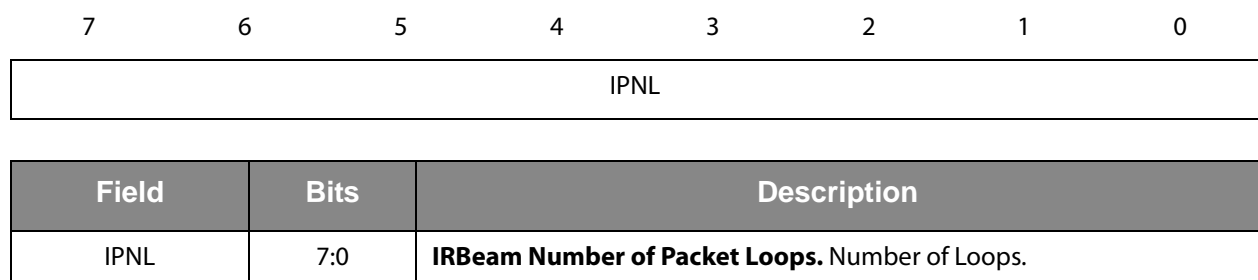 7 6 5 4 3 2 1 0
IPNL
Field Bits Description
IPNL 7:0 IRBeam Number of Packet Loops. Number of Loops.